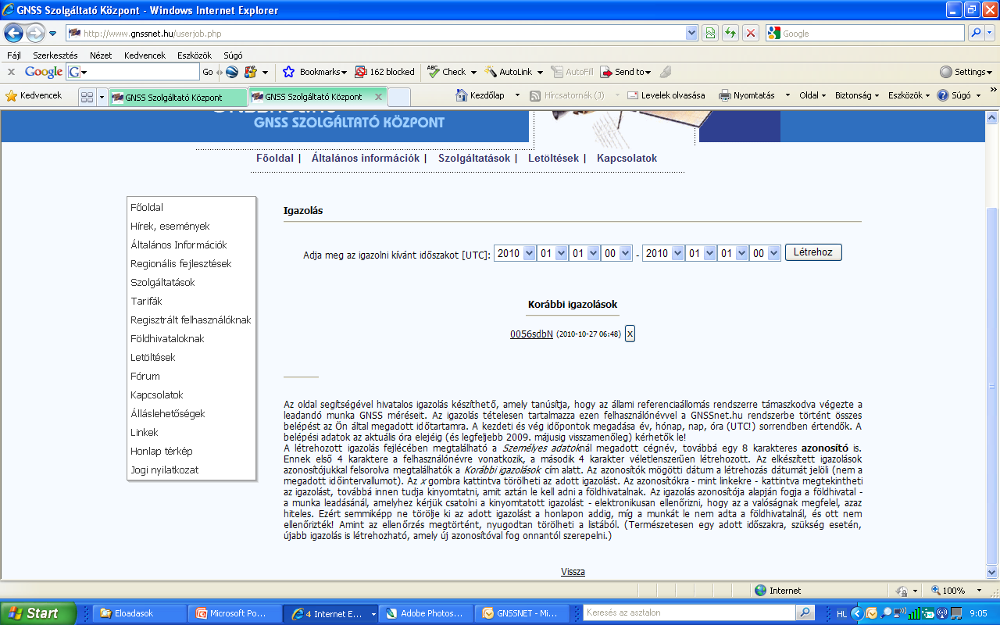 GNSS Szolgáltató Központ - Windows Internet Explorer
http://www.gnssnet.hu/userjob.php
Google
Fájl Szerkesztés Nézet Kedvencek Eszközök Súgó
x Google G Go Bookmarks 162 blocked ABC Check AutoLink AutoFill Send to Settings
Kedvencek GNSS Szolgáltató Központ GNSS Szolgáltató Központ Kezdőlap Hírcsatornák (J) Levelek olvasása Nyomtatás Oldal Biztonság Eszközök Súgó »
GNSS SZOLGÁLTATÓ KÖZPONT
Főoldal | Általános információk | Szolgáltatások | Letöltések | Kapcsolatok
Főoldal
Hírek, események
Általános Információk
Regionális fejlesztések
Szolgáltatások
Tarifák
Regisztrált felhasználóknak
Földhivataloknak
Letöltések
Fórum
Kapcsolatok
Álláslehetőségek
Linkek
Honlap térkép
Jogi nyilatkozat
Igazolás
Adja meg az igazolni kívánt időszakot [UTC]: 2010 01 01 00 - 2010 01 01 00 Létrehoz
Korábbi igazolások
0056sdbN (2010-10-27 06:48) X
Az oldal segítségével hivatalos igazolás készíthető, amely tanúsítja, hogy az állami referenciaállomás rendszerre támaszkodva végezte a
leadandó munka GNSS méréseit. Az igazolás tételesen tartalmazza ezen felhasználónévvel a GNSSnet.hu rendszerbe történt összes
belépést az Ön által megadott időtartamra. A kezdeti és vég időpontok megadása év, hónap, nap, óra (UTC!) sorrendben értendők. A
belépési adatok az aktuális óra elejéig (és legfeljebb 2009. májusig visszamenőleg) kérhetők le!
A létrehozott igazolás fejlécében megtalálható a Személyes adatoknál megadott cégnév, továbbá egy 8 karakteres azonosító is.
Ennek első 4 karaktere a felhasználónévre vonatkozik, a második 4 karakter véletlenszerűen létrehozott. Az elkészített igazolások
azonosítójukkal felsorolva megtalálhatók a Korábbi igazolások cím alatt. Az azonosítók mögötti dátum a létrehozás dátumát jelöli (nem a
megadott időintervallumot). Az x gombra kattintva törölheti az adott igazolást. Az azonosítókra - mint linkekre - kattintva megtekintheti
az igazolást, továbbá innen tudja kinyomtatni, amit aztán le kell adni a földhivatalnak. Az igazolás azonosítója alapján fogja a földhivatal -
a munka leadásánál, amelyhez kérjük csatolni a kinyomtatott igazolást - elektronikusan ellenőrizni, hogy az a valóságnak megfelel, azaz
hiteles. Ezért semmiképp ne törölje ki az adott igazolást a honlapon addig, míg a munkát le nem adta a földhivatalnál, és ott nem
ellenőrizték! Amint az ellenőrzés megtörtént, nyugodtan törölheti a listából. (Természetesen egy adott időszakra, szükség esetén,
újabb igazolás is létrehozható, amely új azonosítóval fog onnantól szerepelni.)
Vissza
Internet 100%
Start Eloadasok Microsoft Po... 4 Internet E... Adobe Photos... GNSSNET - Mi... Keresés az asztalon HL 9:05